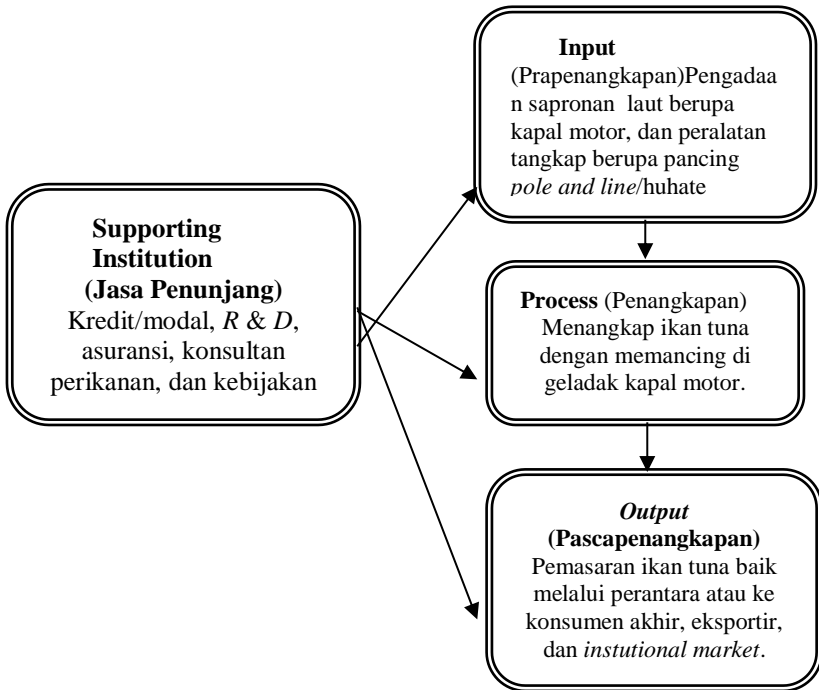 Supporting
Institution
(Jasa Penunjang)
Kredit/modal, R & D,
asuransi, konsultan
perikanan, dan kebijakan
Input
(Prapenangkapan)Pengadaa
n sapronan laut berupa
kapal motor, dan peralatan
tangkap berupa pancing
pole and line/huhate
Process (Penangkapan)
Menangkap ikan tuna
dengan memancing di
geladak kapal motor.
Output
(Pascapenangkapan)
Pemasaran ikan tuna baik
melalui perantara atau ke
konsumen akhir, eksportir,
dan instutional market.